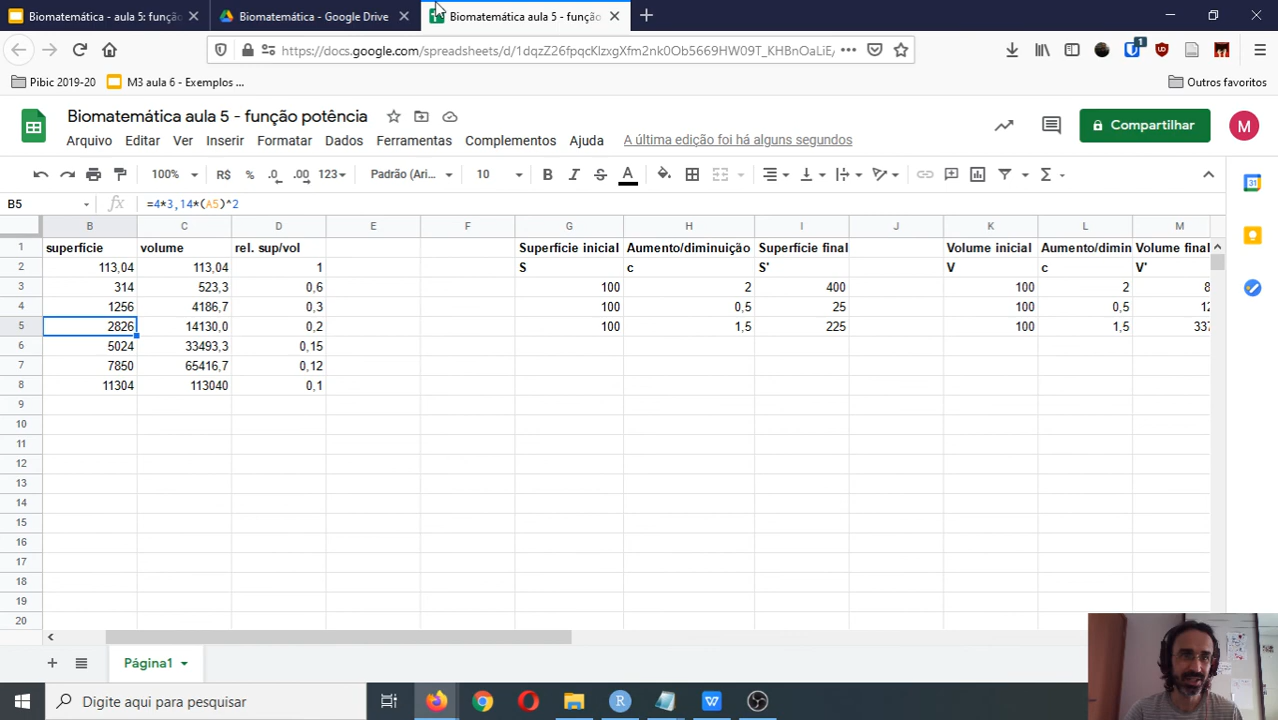 Biomatemática - aula 5: funçã
Biomatemática - Google Drive
Biomatemática aula 5 - função
https://docs.google.com/spreadsheets/d/1dqzZ26fpqcKlzxgXfm2nk0Ob5669HW09T_KHBnOaLiE/
1
Pibic 2019-20
M3 aula 6 - Exemplos ...
Outros favoritos
Biomatemática aula 5 - função potência
Arquivo Editar Ver Inserir Formatar Dados Ferramentas Complementos Ajuda A última edição foi há alguns segundos
Compartilhar
M
100% R$ % .0 .00 123 Padrão (Ari... 10 B I S A Σ
31
B5 fx =4*3,14*(A5)^2
B C D E F G H I J K L M
1 superfície volume rel. sup/vol Superfície inicial Aumento/diminuição Superfície final Volume inicial Aumento/dimin Volume final
2 113,04 113,04 1 S c S' V c V'
3 314 523,3 0,6 100 2 400 100 2 8
4 1256 4186,7 0,3 100 0,5 25 100 0,5 12
5 2826 14130,0 0,2 100 1,5 225 100 1,5 337
6 5024 33493,3 0,15
7 7850 65416,7 0,12
8 11304 113040 0,1
9
10
11
12
13
14
15
16
17
18
19
20
Página1
Digite aqui para pesquisar
R
W